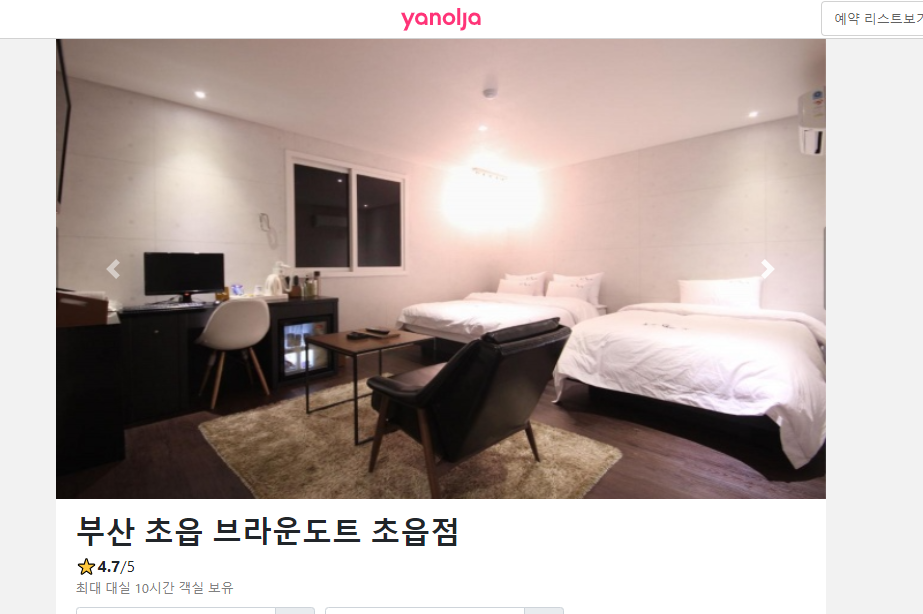 yanolja
예약 리스트보기
부산 초읍 브라운도트 초읍점
4.7/5
최대 대실 10시간 객실 보유